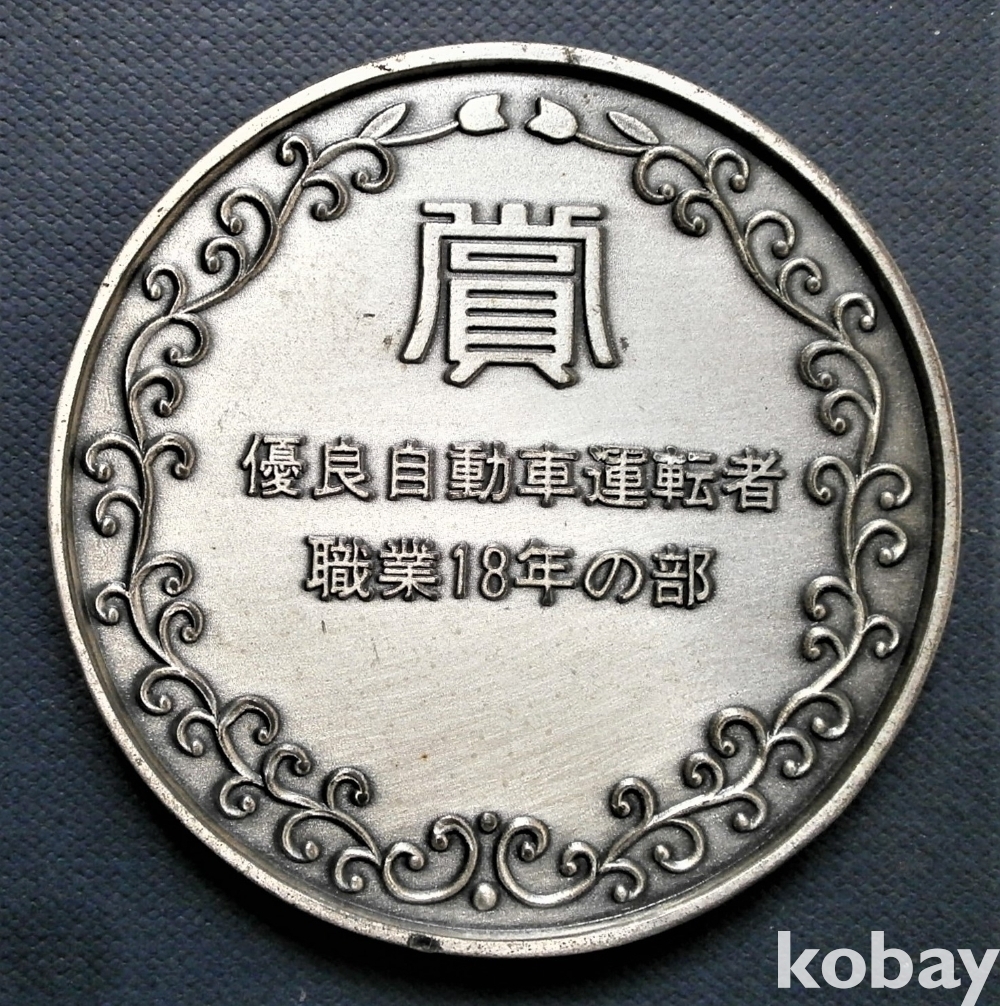 賞
優良自動車運転者
職業18年の部
kobay